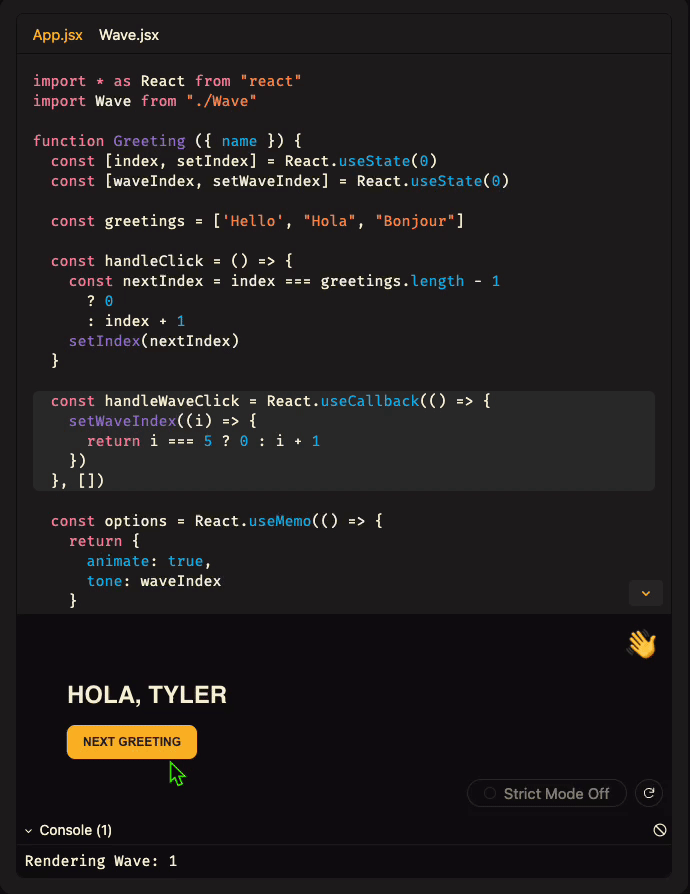 App.jsx Wave.jsx
import * as React from "react"
import Wave from "./Wave"
function Greeting ({ name }) {
const [index, setIndex] = React.useState(0)
const [waveIndex, setWaveIndex] = React.useState(0)
const greetings = ['Hello', "Hola", "Bonjour"]
const handleClick = () => {
const nextIndex = index === greetings.length - 1
? 0
: index + 1
setIndex(nextIndex)
}
const handleWaveClick = React.useCallback(() => {
setWaveIndex((i) => {
return i === 5 ? 0 : i + 1
})
}, [])
const options = React.useMemo(() => {
return {
animate: true,
tone: waveIndex
}
HOLA, TYLER
NEXT GREETING
Strict Mode Off
Console (1)
Rendering Wave: 1